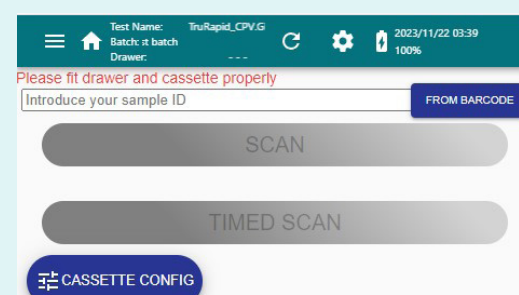 Test Name: TruRapid_CPV.G
Batch: :t batch
Drawer: ---
2023/11/22 03:39
100%
Please fit drawer and cassette properly
Introduce your sample ID
FROM BARCODE
SCAN
TIMED SCAN
CASSETTE CONFIG